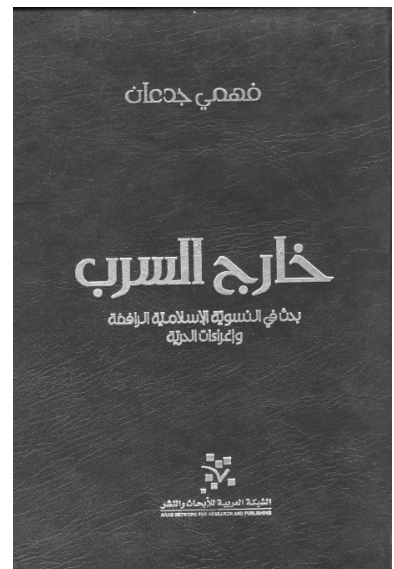 فهمي جدعان
خارج السرب
بحث في النسوية الإسلامية الرافضة
وإغراءات الحرية
الشبكة العربية للأبحاث والنشر
ARAB NETWORK FOR RESEARCH AND PUBLISHING